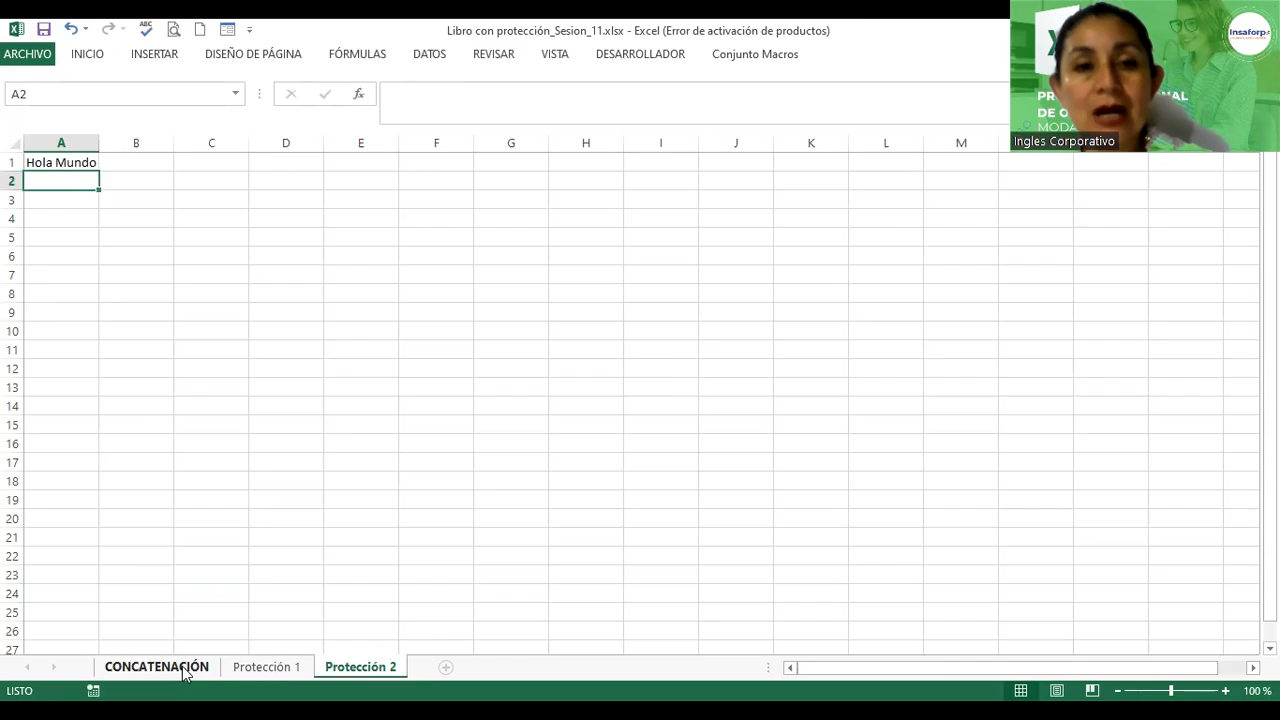 Libro con protección_Sesion_11.xlsx - Excel (Error de activación de productos)
ARCHIVO INICIO INSERTAR DISEÑO DE PÁGINA FÓRMULAS DATOS REVISAR VISTA DESARROLLADOR Conjunto Macros
A2 fx
Insaforp
DE
MODA
Ingles Corporativo
A B C D E F G H I J K L M
1 Hola Mundo
2
3
4
5
6
7
8
9
10
11
12
13
14
15
16
17
18
19
20
21
22
23
24
25
26
27
CONCATENACIÓN Protección 1 Protección 2
LISTO 100 %